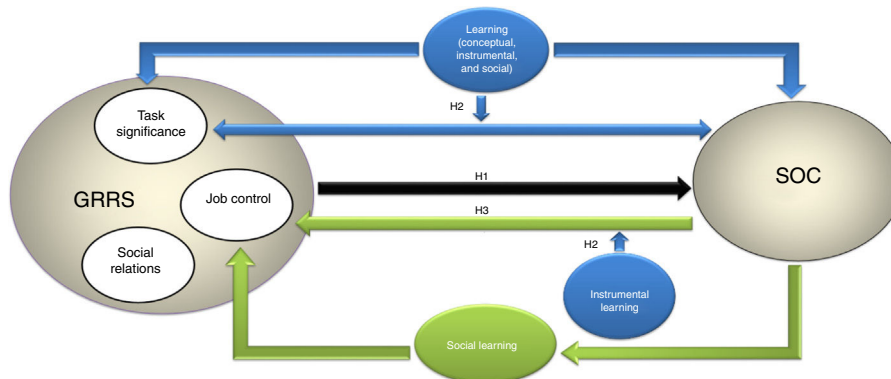 Learning
(conceptual,
instrumental,
and social)
H2
Task
significance
GRRS
Job control
Social
relations
H1
H3
SOC
H2
Instrumental
learning
Social learning